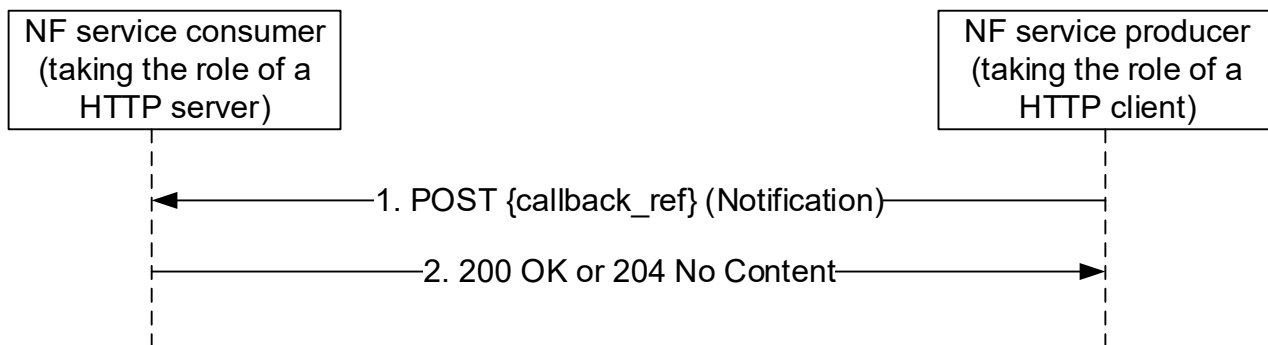 NF service consumer
(taking the role of a
HTTP server)
NF service producer
(taking the role of a
HTTP client)
1. POST {callback_ref} (Notification)
2. 200 OK or 204 No Content